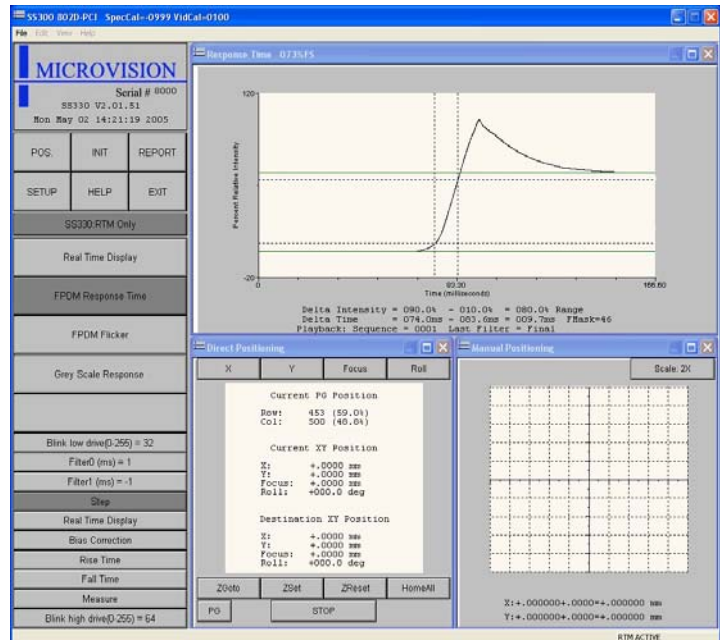 SS300 802D-PCI SpecCal=-0999 VidCal=0100
File Edit View Help
MICROVISION
Serial # 8000
SS330 V2.01.51
Mon May 02 14:21:19 2005
POS. INIT REPORT
SETUP HELP EXIT
SS330:RTM Only
Real Time Display
FPDM Response Time
FPDM Flicker
Grey Scale Response
Blink low drive(0-255) = 32
Filter0 (ms) = 1
Filter1 (ms) = -1
Step
Real Time Display
Bias Correction
Rise Time
Fall Time
Measure
Blink high drive(0-255) = 64
Response Time 073%FS
120
Percent Relative Intensity
-20
0 83.30 166.60
Time (milliseconds)
Delta Intensity = 090.0% - 010.0% = 080.0% Range
Delta Time = 074.0ms - 083.6ms = 009.7ms FMask=46
Playback: Sequence = 0001 Last Filter = Final
Direct Positioning
X Y Focus Roll
Current PG Position
Row: 453 (59.0%)
Col: 500 (48.8%)
Current XY Position
X: +.0000 mm
Y: +.0000 mm
Focus: +.0000 mm
Roll: +000.0 deg
Destination XY Position
X: +.0000 mm
Y: +.0000 mm
Focus: +.0000 mm
Roll: +000.0 deg
ZGoto ZSet ZReset HomeAll
PG STOP
Manual Positioning
Scale: 2X
X:+.000000+.0000=+.000000 mm
Y:+.000000+.0000=+.000000 mm
RTM ACTIVE